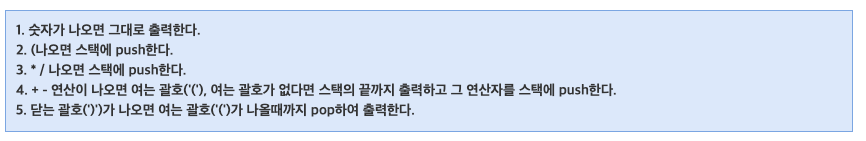 1. 숫자가 나오면 그대로 출력한다.
2. (나오면 스택에 push한다.
3. * / 나오면 스택에 push한다.
4. + - 연산이 나오면 여는 괄호('('), 여는 괄호가 없다면 스택의 끝까지 출력하고 그 연산자를 스택에 push한다.
5. 닫는 괄호(')')가 나오면 여는 괄호('(')가 나올때까지 pop하여 출력한다.